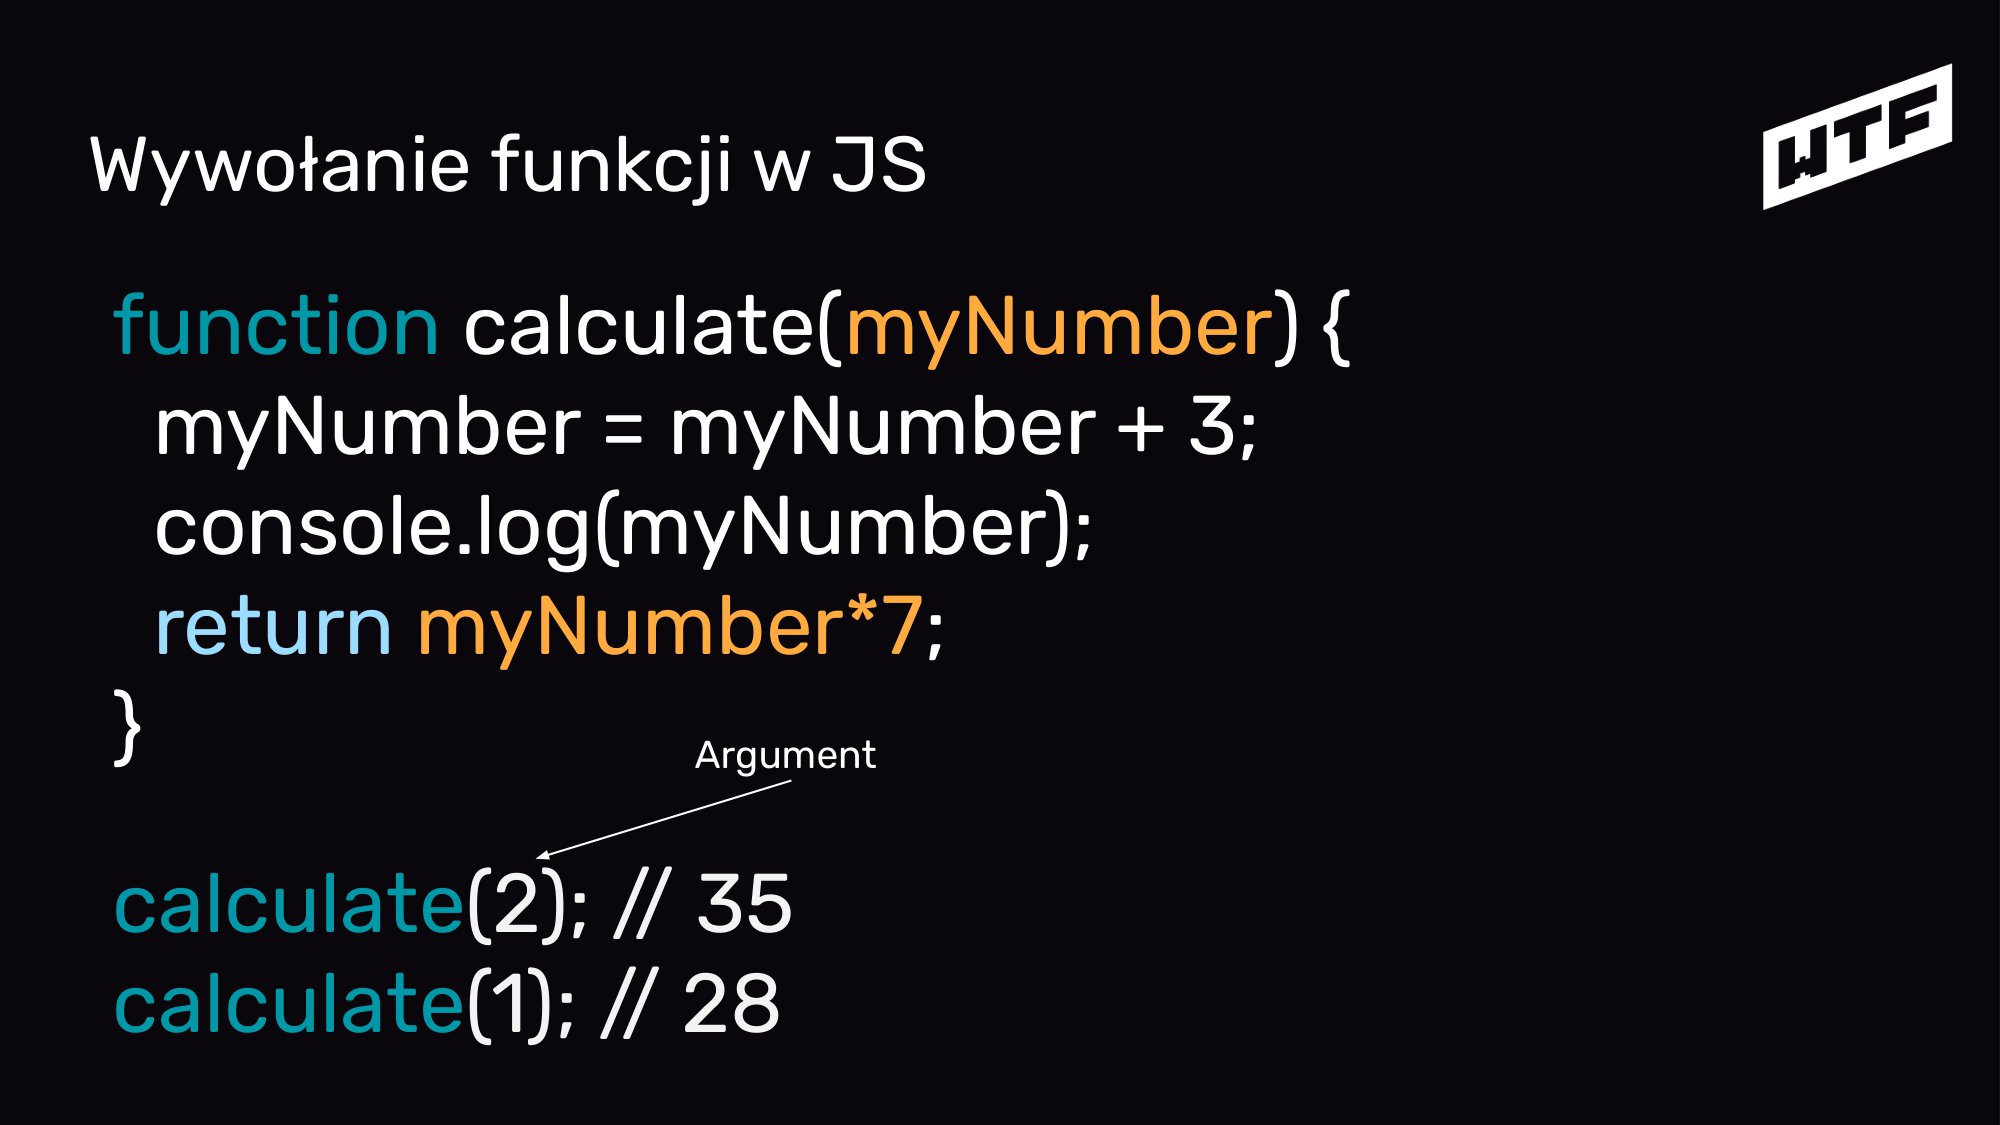 Wywołanie funkcji w JS
WTF
function calculate(myNumber) {
myNumber = myNumber + 3;
console.log(myNumber);
return myNumber*7;
}
Argument
calculate(2); // 35
calculate(1); // 28